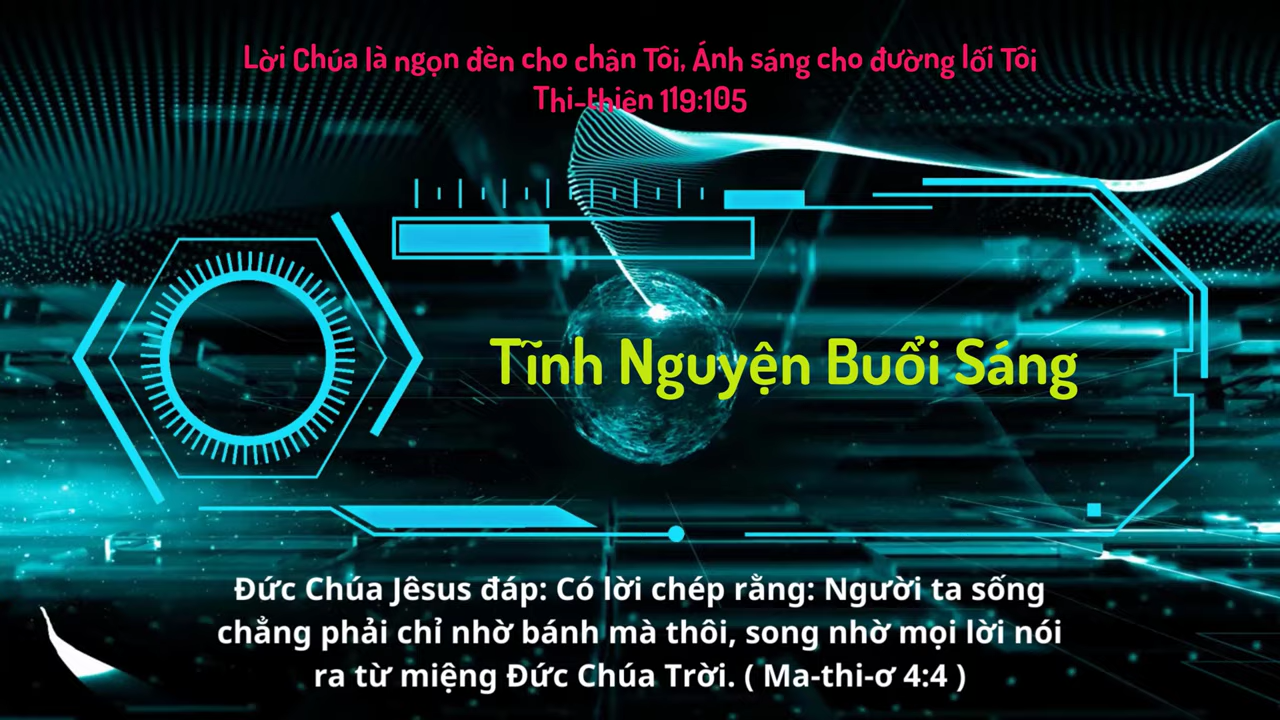 Lời Chúa là ngọn đèn cho chân Tôi, Ánh sáng cho đường lối Tôi
Thi-thiên 119:105
Tĩnh Nguyện Buổi Sáng
Đức Chúa Jêsus đáp: Có lời chép rằng: Người ta sống
chẳng phải chỉ nhờ bánh mà thôi, song nhờ mọi lời nói
ra từ miệng Đức Chúa Trời. ( Ma-thi-ơ 4:4 )